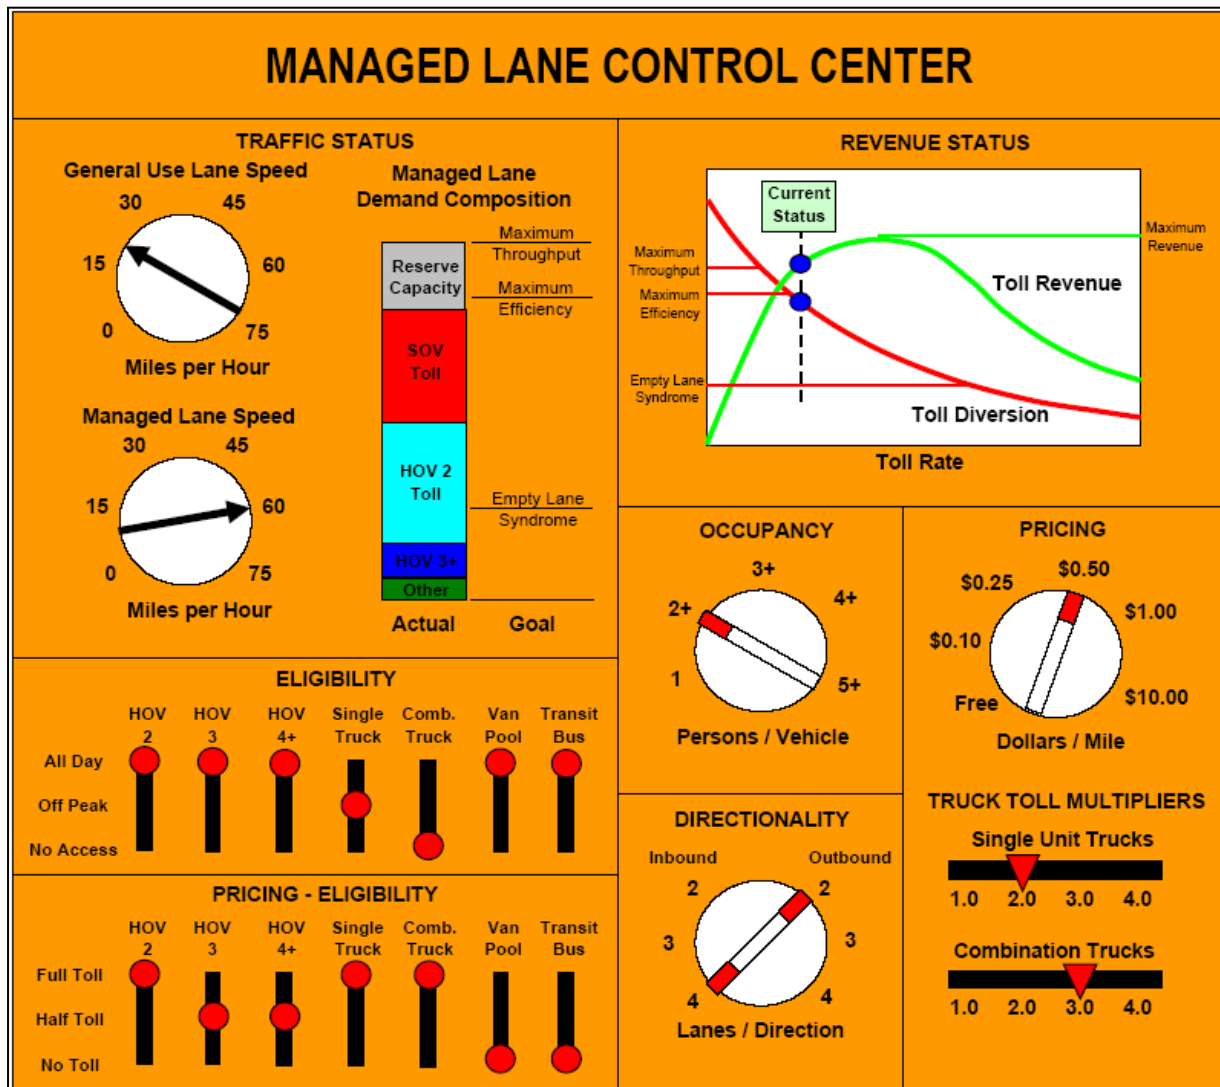 MANAGED LANE CONTROL CENTER
TRAFFIC STATUS
General Use Lane Speed
30 45
15 60
0 75
Miles per Hour
Managed Lane Speed
30 45
15 60
0 75
Miles per Hour
Managed Lane
Demand Composition
Reserve
Capacity
SOV
Toll
HOV 2
Toll
HOV 3+
Other
Maximum
Throughput
Maximum
Efficiency
Empty Lane
Syndrome
Actual Goal
REVENUE STATUS
Current
Status
Maximum
Throughput
Maximum
Efficiency
Empty Lane
Syndrome
Maximum
Revenue
Toll Revenue
Toll Diversion
Toll Rate
ELIGIBILITY
HOV HOV HOV Single Comb. Van Transit
2 3 4+ Truck Truck Pool Bus
All Day
Off Peak
No Access
PRICING - ELIGIBILITY
HOV HOV HOV Single Comb. Van Transit
2 3 4+ Truck Truck Pool Bus
Full Toll
Half Toll
No Toll
OCCUPANCY
3+
2+ 4+
1 5+
Persons / Vehicle
DIRECTIONALITY
Inbound Outbound
2 2
3 3
4 4
Lanes / Direction
PRICING
$0.25 $0.50
$0.10 $1.00
Free $10.00
Dollars / Mile
TRUCK TOLL MULTIPLIERS
Single Unit Trucks
1.0 2.0 3.0 4.0
Combination Trucks
1.0 2.0 3.0 4.0